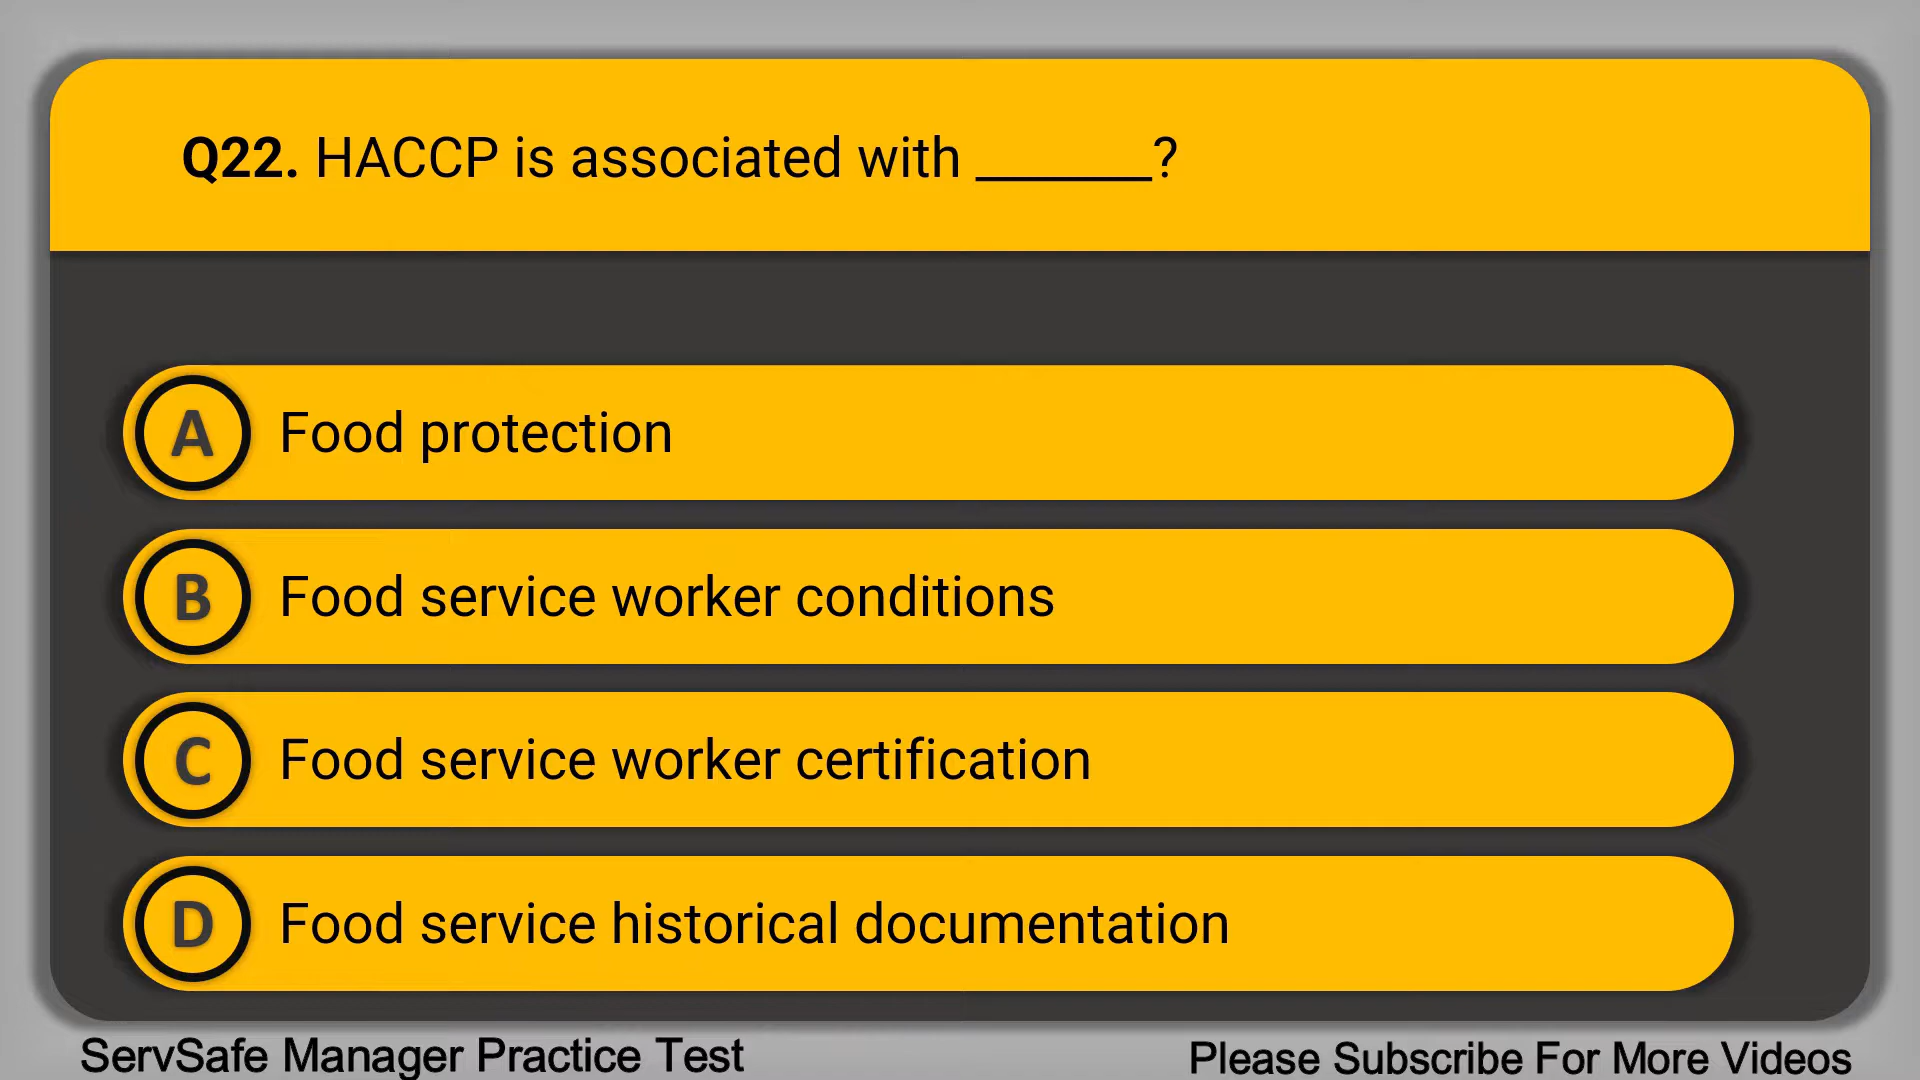 Q22. HACCP is associated with _______?
A Food protection
B Food service worker conditions
C Food service worker certification
D Food service historical documentation
ServSafe Manager Practice Test
Please Subscribe For More Videos